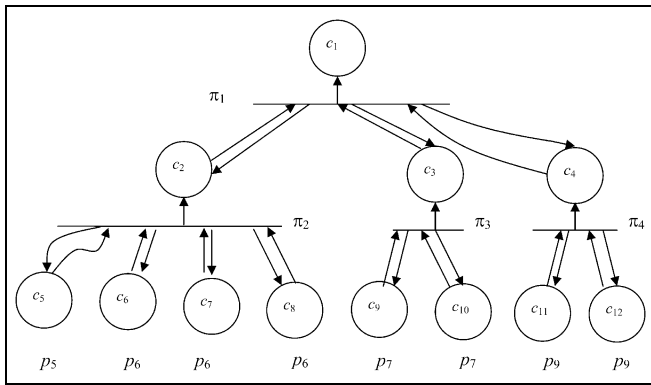 c1
π1
c2 c3 c4
π2 π3 π4
c5 c6 c7 c8 c9 c10 c11 c12
p5 p6 p6 p6 p7 p7 p9 p9